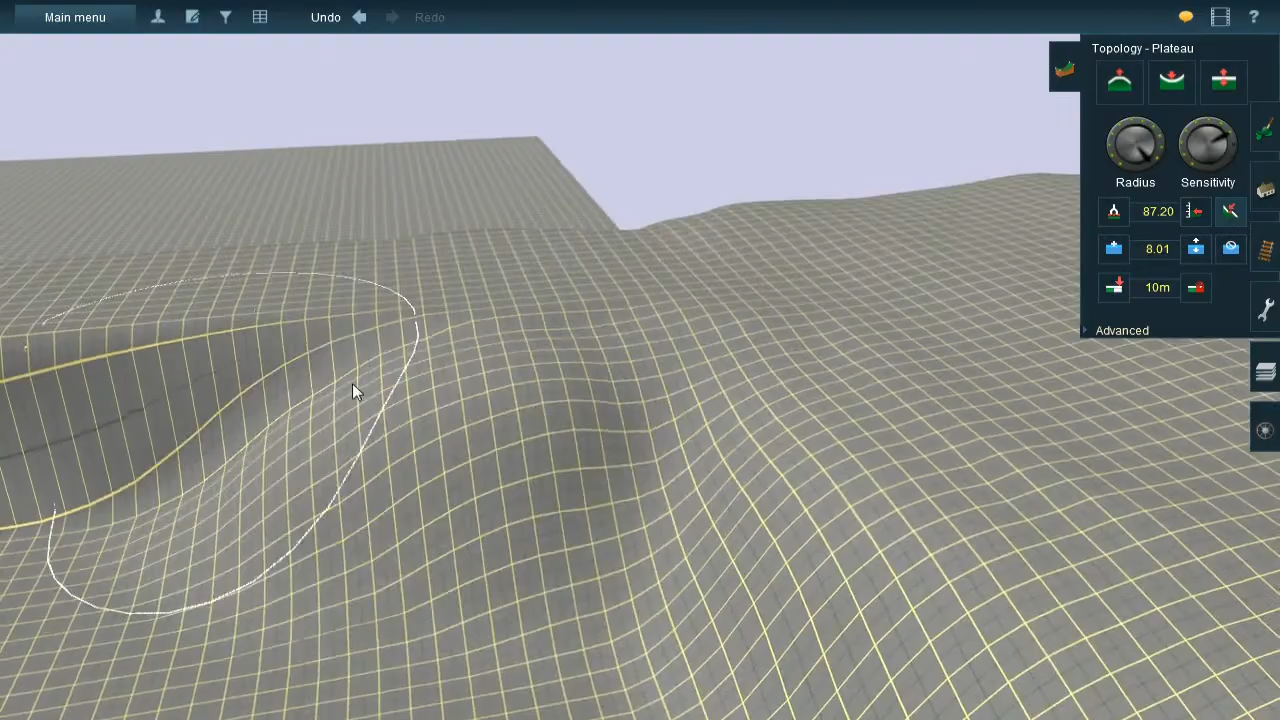 Main menu
Undo
Redo
?
Topology - Plateau
Radius
Sensitivity
87.20
8.01
10m
Advanced